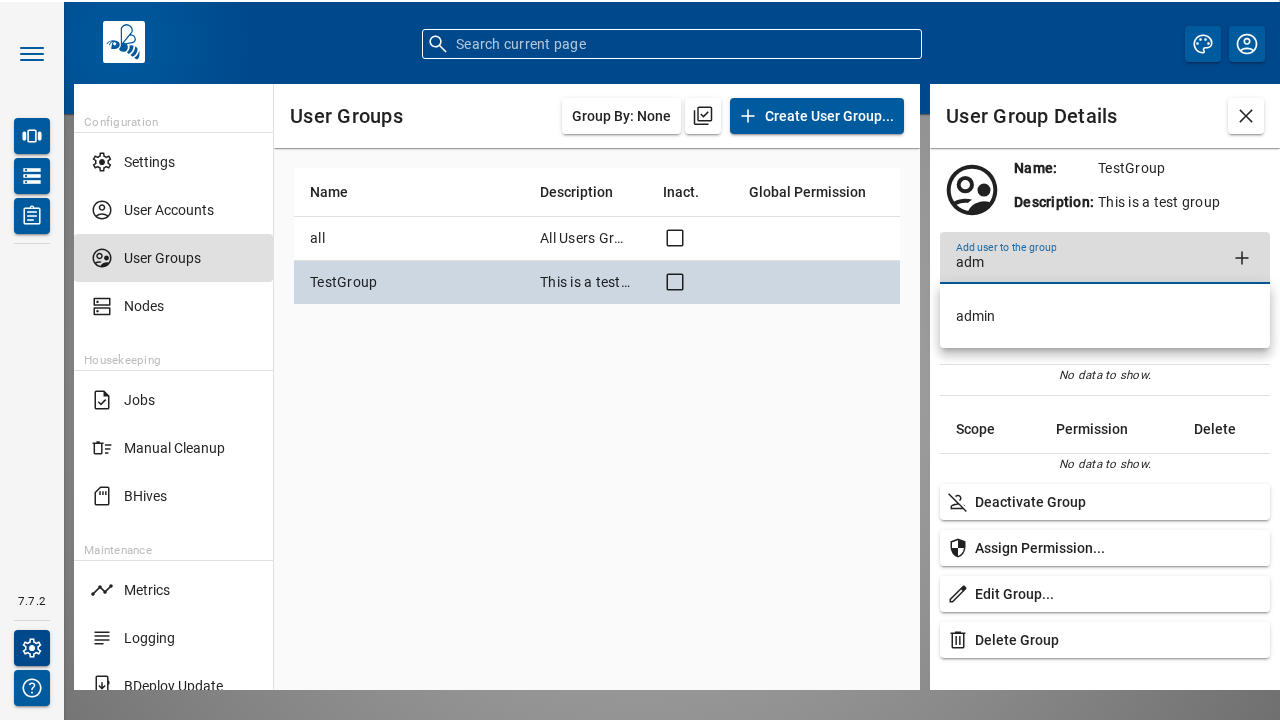 Search current page
Configuration
Settings
User Accounts
User Groups
Nodes
Housekeeping
Jobs
Manual Cleanup
BHives
Maintenance
Metrics
Logging
BDeploy Update
7.7.2
User Groups
Group By: None
Create User Group...
Name Description Inact. Global Permission
all All Users Gr…
TestGroup This is a test…
User Group Details
Name: TestGroup
Description: This is a test group
Add user to the group
adm
admin
No data to show.
Scope Permission Delete
No data to show.
Deactivate Group
Assign Permission...
Edit Group...
Delete Group